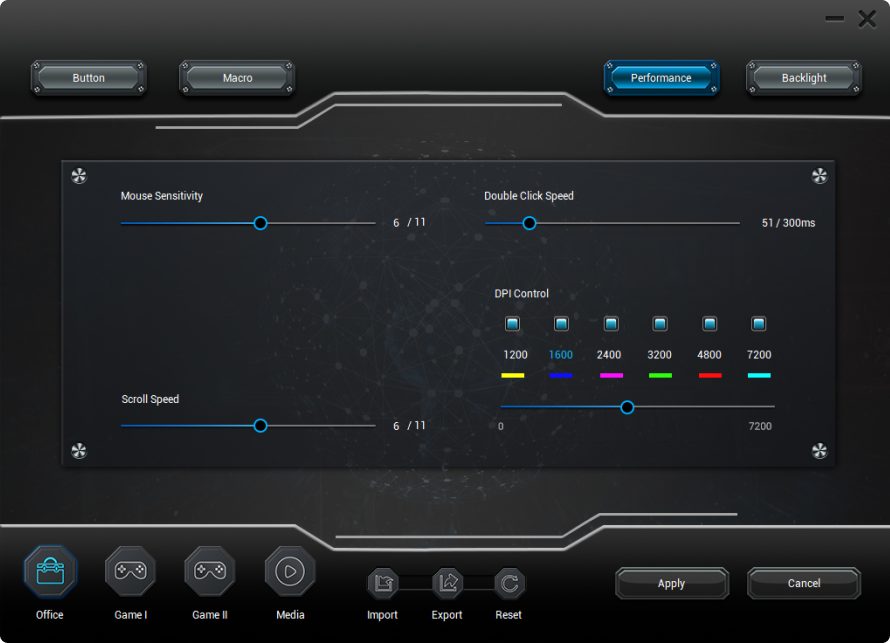 Button Macro Performance Backlight
Mouse Sensitivity Double Click Speed
6 / 11 51 / 300ms
DPI Control
1200 1600 2400 3200 4800 7200
Scroll Speed
6 / 11
0 7200
Apply Cancel
Office Game I Game II Media Import Export Reset